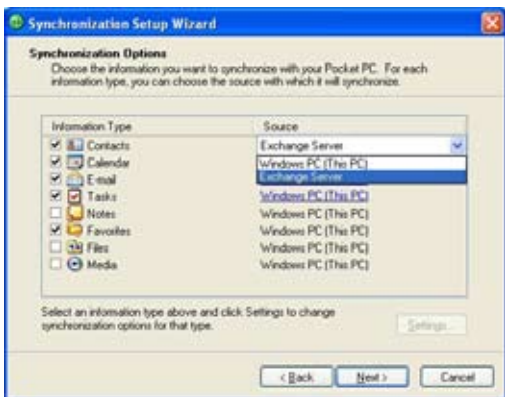 Synchronization Setup Wizard
Synchronization Options
Choose the information you want to synchronize with your Pocket PC. For each
information type, you can choose the source with which it will synchronize.
Information Type Source
Contacts Exchange Server
Calendar Windows PC (This PC)
E-mail Exchange Server
Tasks Windows PC (This PC)
Notes Windows PC (This PC)
Favorites Windows PC (This PC)
Files Windows PC (This PC)
Media Windows PC (This PC)
Select an information type above and click Settings to change
synchronization options for that type.
Settings...
< Back Next > Cancel